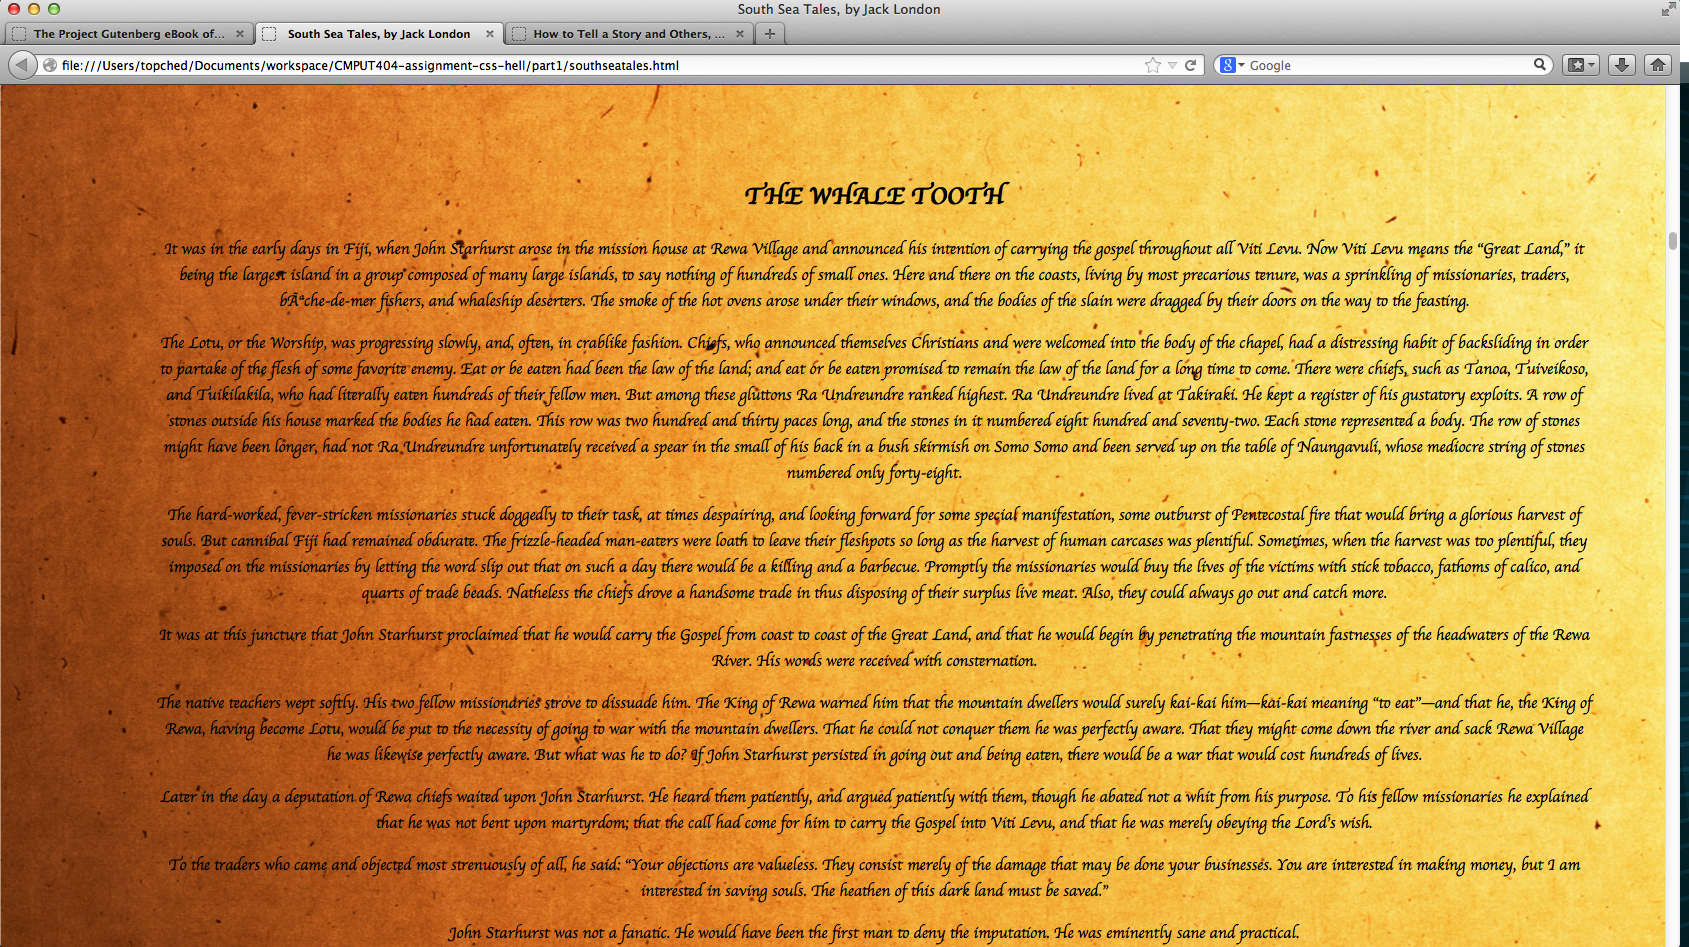 South Sea Tales, by Jack London
The Project Gutenberg eBook of...
South Sea Tales, by Jack London
How to Tell a Story and Others, ...
file:///Users/topched/Documents/workspace/CMPUT404-assignment-css-hell/part1/southseatales.html
Google
THE WHALE TOOTH
It was in the early days in Fiji, when John Starhurst arose in the mission house at Rewa Village and announced his intention of carrying the gospel throughout all Viti Levu. Now Viti Levu means the “Great Land,” it
being the largest island in a group composed of many large islands, to say nothing of hundreds of small ones. Here and there on the coasts, living by most precarious tenure, was a sprinkling of missionaries, traders,
bÃªche-de-mer fishers, and whaleship deserters. The smoke of the hot ovens arose under their windows, and the bodies of the slain were dragged by their doors on the way to the feasting.
The Lotu, or the Worship, was progressing slowly, and, often, in crablike fashion. Chiefs, who announced themselves Christians and were welcomed into the body of the chapel, had a distressing habit of backsliding in order
to partake of the flesh of some favorite enemy. Eat or be eaten had been the law of the land; and eat or be eaten promised to remain the law of the land for a long time to come. There were chiefs, such as Tanoa, Tuiveikoso,
and Tuikilakila, who had literally eaten hundreds of their fellow men. But among these gluttons Ra Undreundre ranked highest. Ra Undreundre lived at Takiraki. He kept a register of his gustatory exploits. A row of
stones outside his house marked the bodies he had eaten. This row was two hundred and thirty paces long, and the stones in it numbered eight hundred and seventy-two. Each stone represented a body. The row of stones
might have been longer, had not Ra Undreundre unfortunately received a spear in the small of his back in a bush skirmish on Somo Somo and been served up on the table of Naungavuli, whose mediocre string of stones
numbered only forty-eight.
The hard-worked, fever-stricken missionaries stuck doggedly to their task, at times despairing, and looking forward for some special manifestation, some outburst of Pentecostal fire that would bring a glorious harvest of
souls. But cannibal Fiji had remained obdurate. The frizzle-headed man-eaters were loath to leave their fleshpots so long as the harvest of human carcases was plentiful. Sometimes, when the harvest was too plentiful, they
imposed on the missionaries by letting the word slip out that on such a day there would be a killing and a barbecue. Promptly the missionaries would buy the lives of the victims with stick tobacco, fathoms of calico, and
quarts of trade beads. Natheless the chiefs drove a handsome trade in thus disposing of their surplus live meat. Also, they could always go out and catch more.
It was at this juncture that John Starhurst proclaimed that he would carry the Gospel from coast to coast of the Great Land, and that he would begin by penetrating the mountain fastnesses of the headwaters of the Rewa
River. His words were received with consternation.
The native teachers wept softly. His two fellow missionaries strove to dissuade him. The King of Rewa warned him that the mountain dwellers would surely kai-kai him—kai-kai meaning “to eat”—and that he, the King of
Rewa, having become Lotu, would be put to the necessity of going to war with the mountain dwellers. That he could not conquer them he was perfectly aware. That they might come down the river and sack Rewa Village
he was likewise perfectly aware. But what was he to do? If John Starhurst persisted in going out and being eaten, there would be a war that would cost hundreds of lives.
Later in the day a deputation of Rewa chiefs waited upon John Starhurst. He heard them patiently, and argued patiently with them, though he abated not a whit from his purpose. To his fellow missionaries he explained
that he was not bent upon martyrdom; that the call had come for him to carry the Gospel into Viti Levu, and that he was merely obeying the Lord’s wish.
To the traders who came and objected most strenuously of all, he said: “Your objections are valueless. They consist merely of the damage that may be done your businesses. You are interested in making money, but I am
interested in saving souls. The heathen of this dark land must be saved.”
John Starhurst was not a fanatic. He would have been the first man to deny the imputation. He was eminently sane and practical.